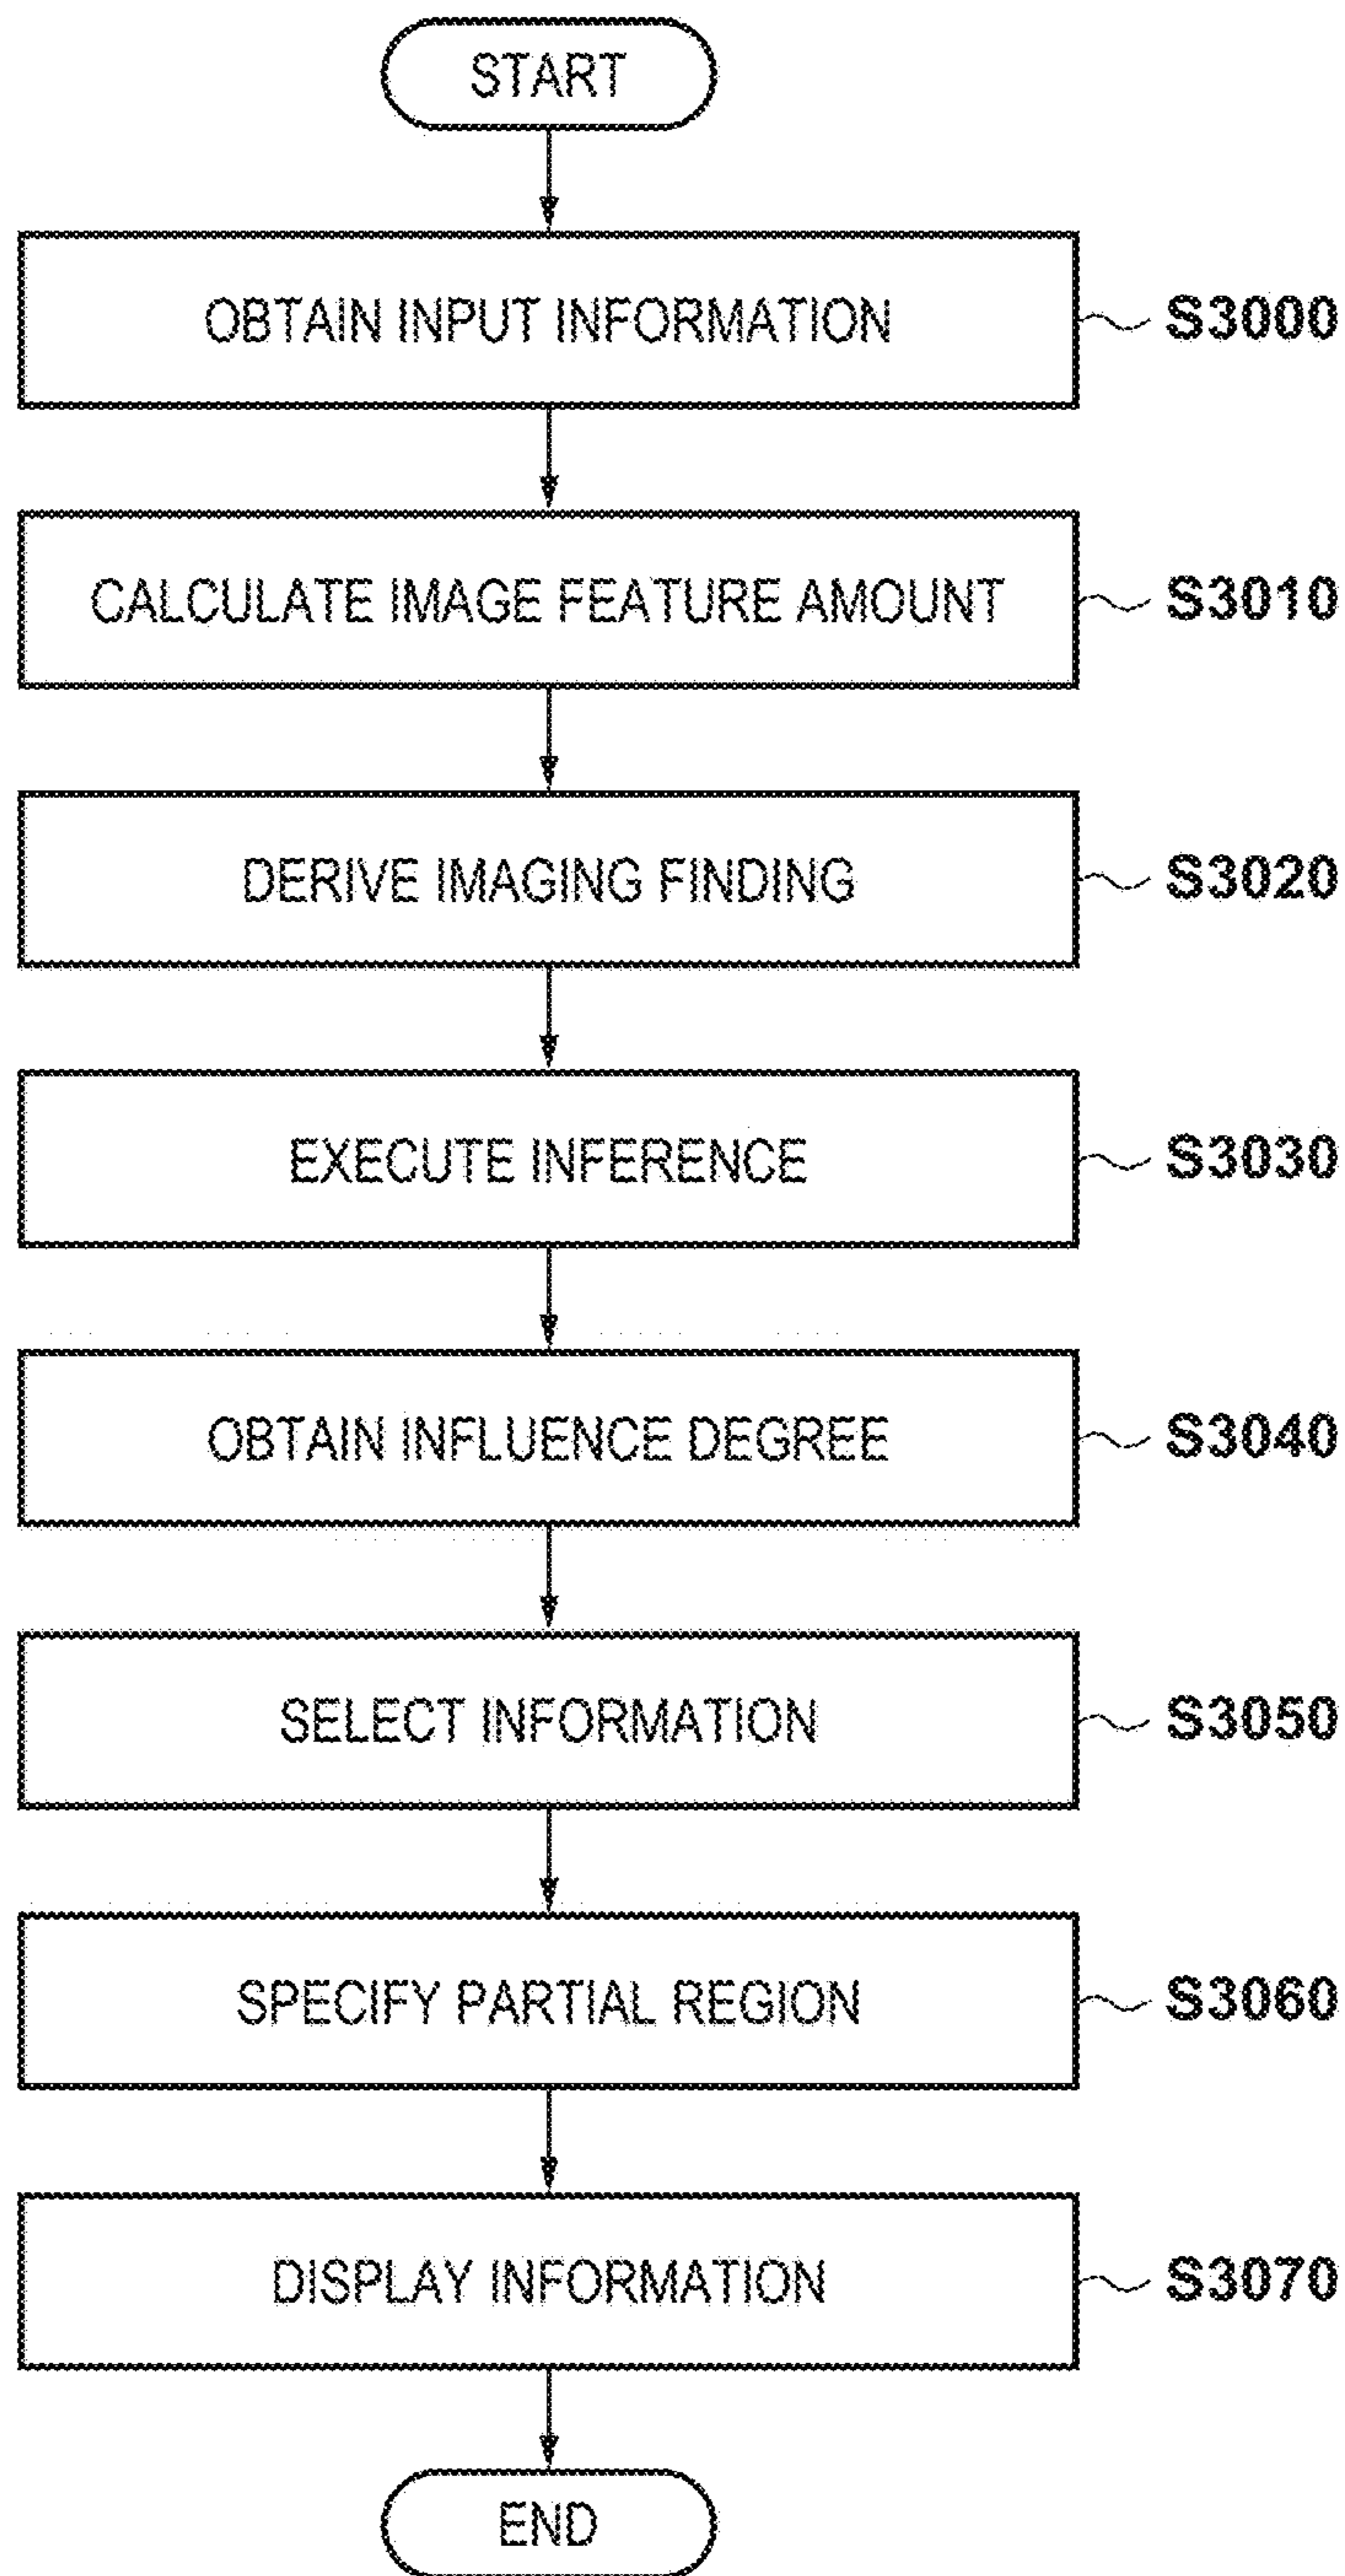 START
OBTAIN INPUT INFORMATION
S3000
CALCULATE IMAGE FEATURE AMOUNT
S3010
DERIVE IMAGING FINDING
S3020
EXECUTE INFERENCE
S3030
OBTAIN INFLUENCE DEGREE
S3040
SELECT INFORMATION
S3050
SPECIFY PARTIAL REGION
S3060
DISPLAY INFORMATION
S3070
END